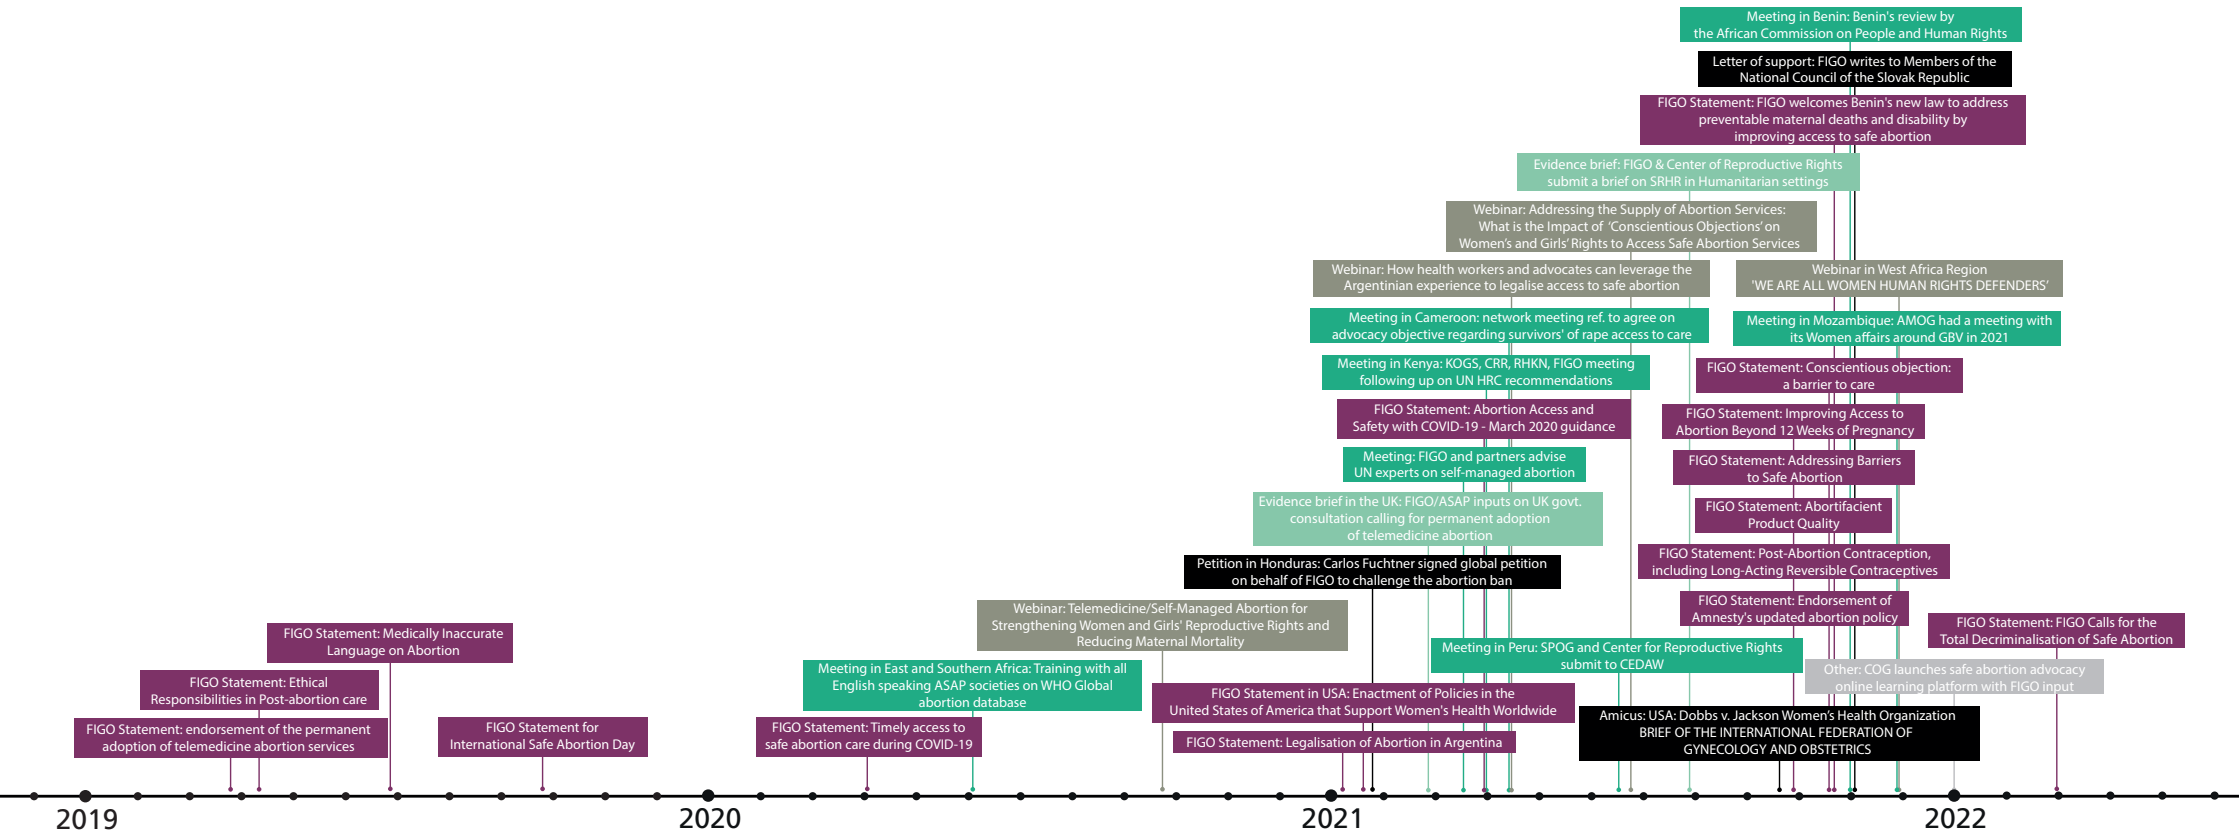 Meeting in Benin: Benin's review by
the African Commission on People and Human Rights
Letter of support: FIGO writes to Members of the
National Council of the Slovak Republic
FIGO Statement: FIGO welcomes Benin's new law to address
preventable maternal deaths and disability by
improving access to safe abortion
Evidence brief: FIGO & Center of Reproductive Rights
submit a brief on SRHR in Humanitarian settings
Webinar: Addressing the Supply of Abortion Services:
What is the Impact of 'Conscientious Objections' on
Women's and Girls' Rights to Access Safe Abortion Services
Webinar: How health workers and advocates can leverage the
Argentinian experience to legalise access to safe abortion
Webinar in West Africa Region
'WE ARE ALL WOMEN HUMAN RIGHTS DEFENDERS'
Meeting in Cameroon: network meeting ref. to agree on
advocacy objective regarding survivors' of rape access to care
Meeting in Mozambique: AMOG had a meeting with
its Women affairs around GBV in 2021
Meeting in Kenya: KOGS, CRR, RHKN, FIGO meeting
following up on UN HRC recommendations
FIGO Statement: Conscientious objection:
a barrier to care
FIGO Statement: Abortion Access and
Safety with COVID-19 - March 2020 guidance
FIGO Statement: Improving Access to
Abortion Beyond 12 Weeks of Pregnancy
Meeting: FIGO and partners advise
UN experts on self-managed abortion
FIGO Statement: Addressing Barriers
to Safe Abortion
Evidence brief in the UK: FIGO/ASAP inputs on UK govt.
consultation calling for permanent adoption
of telemedicine abortion
FIGO Statement: Abortifacient
Product Quality
Petition in Honduras: Carlos Fuchtner signed global petition
on behalf of FIGO to challenge the abortion ban
FIGO Statement: Post-Abortion Contraception,
including Long-Acting Reversible Contraceptives
Webinar: Telemedicine/Self-Managed Abortion for
Strengthening Women and Girls' Reproductive Rights and
Reducing Maternal Mortality
FIGO Statement: Endorsement of
Amnesty's updated abortion policy
FIGO Statement: FIGO Calls for the
Total Decriminalisation of Safe Abortion
FIGO Statement: Medically Inaccurate
Language on Abortion
Meeting in Peru: SPOG and Center for Reproductive Rights
submit to CEDAW
Meeting in East and Southern Africa: Training with all
English speaking ASAP societies on WHO Global
abortion database
Other: COG launches safe abortion advocacy
online learning platform with FIGO input
FIGO Statement: Ethical
Responsibilities in Post-abortion care
FIGO Statement in USA: Enactment of Policies in the
United States of America that Support Women's Health Worldwide
Amicus: USA: Dobbs v. Jackson Women's Health Organization
BRIEF OF THE INTERNATIONAL FEDERATION OF
GYNECOLOGY AND OBSTETRICS
FIGO Statement: endorsement of the permanent
adoption of telemedicine abortion services
FIGO Statement for
International Safe Abortion Day
FIGO Statement: Timely access to
safe abortion care during COVID-19
FIGO Statement: Legalisation of Abortion in Argentina
2019
2020
2021
2022